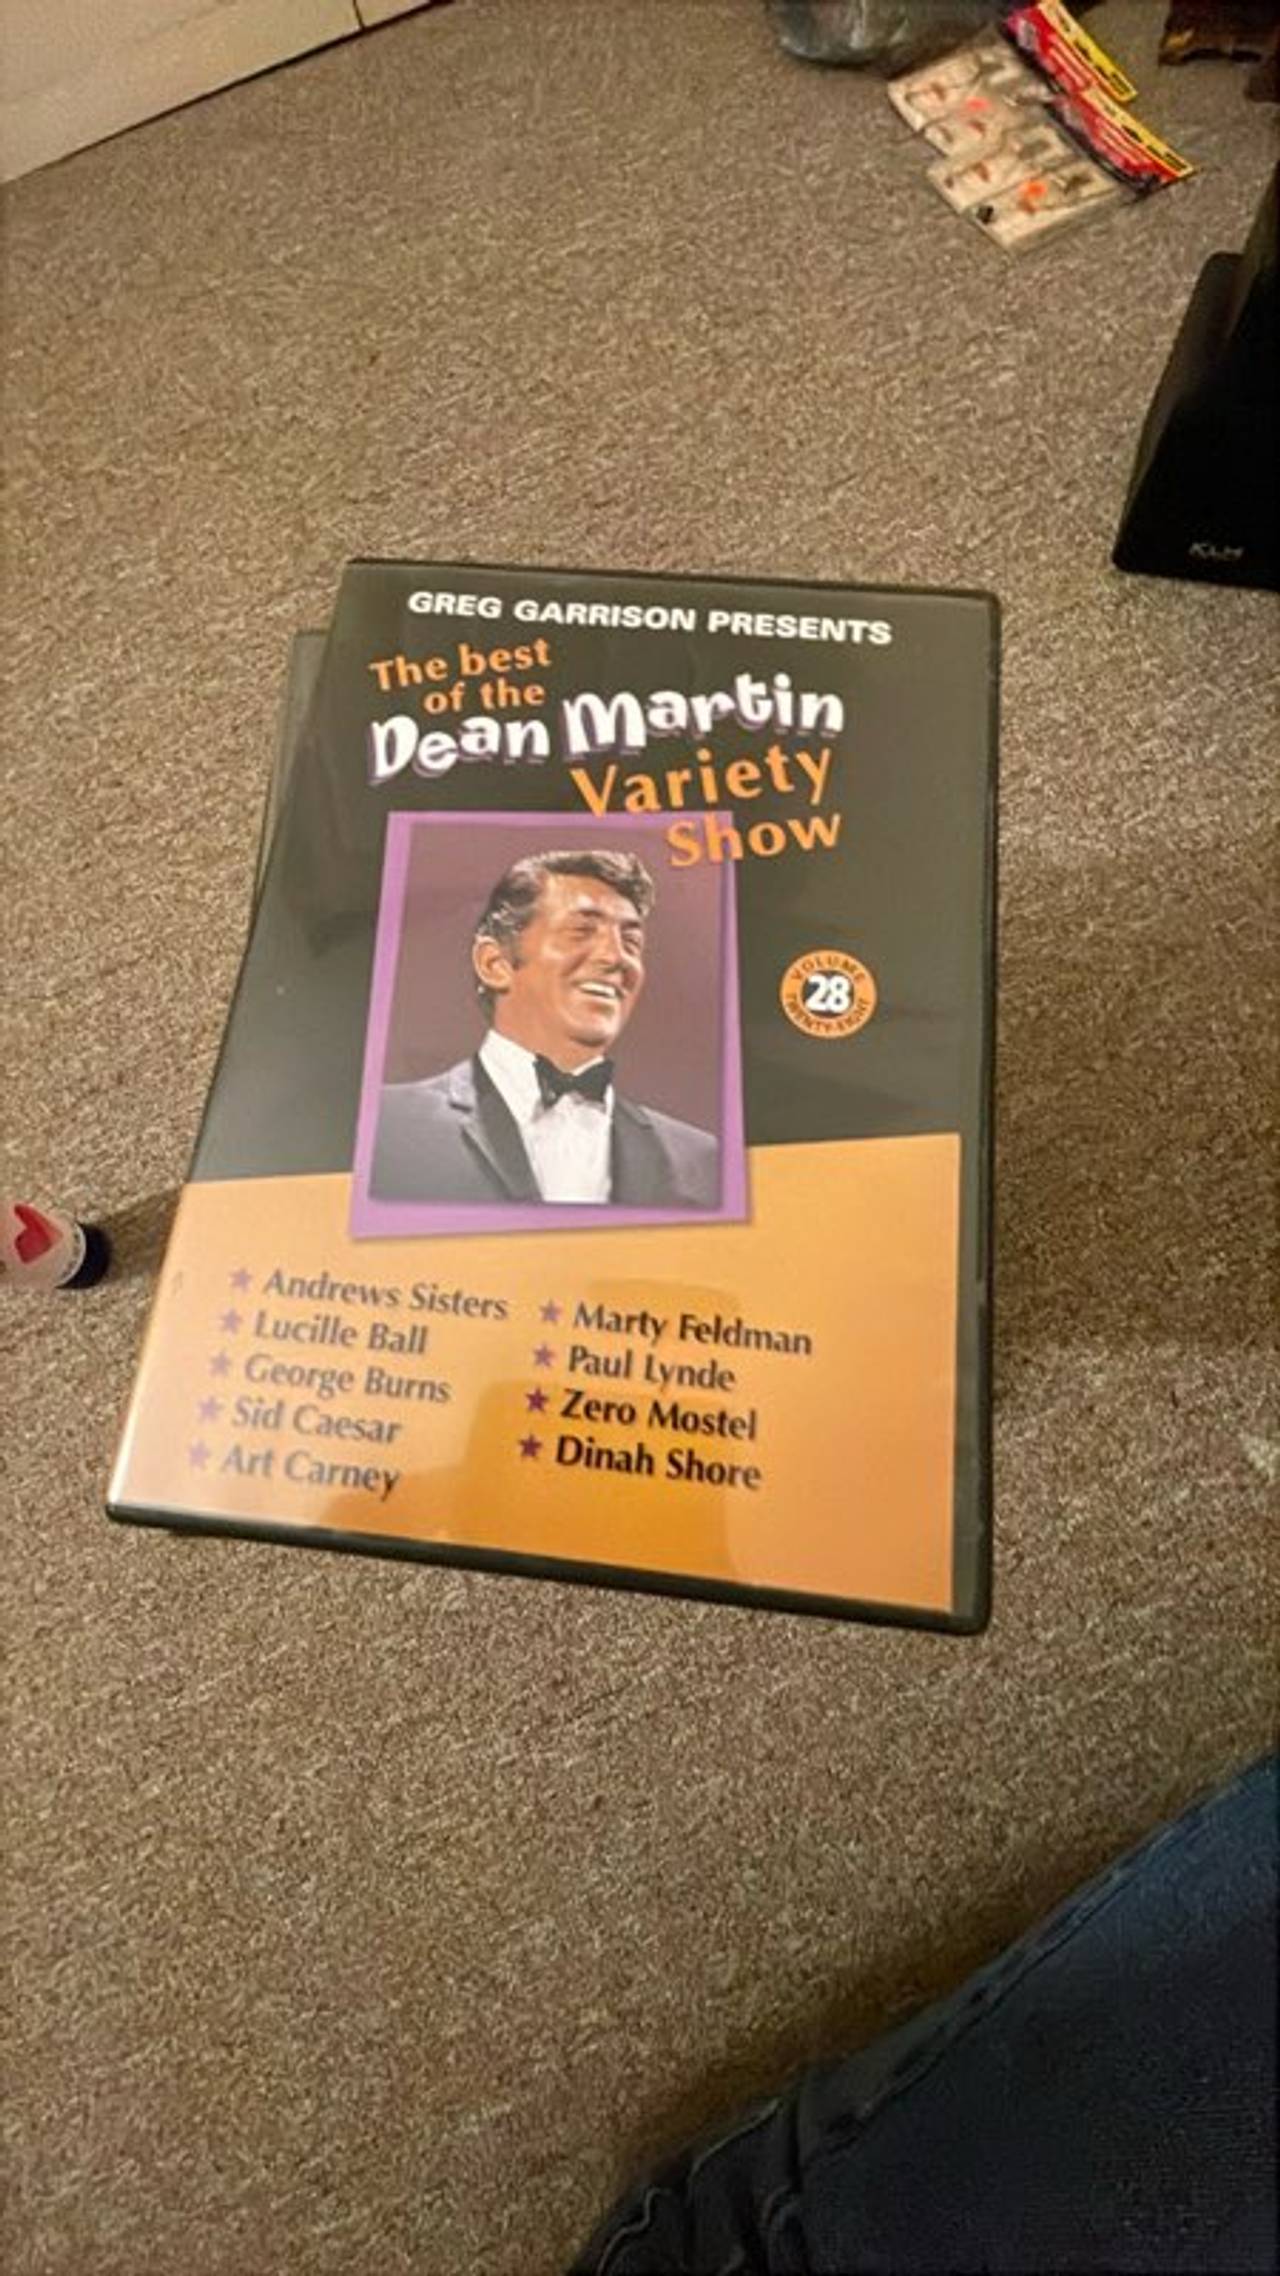 KLH
GREG GARRISON PRESENTS
The best
of the
Dean Martin
Variety
Show
VOLUME
28
TWENTY-EIGHT
★ Andrews Sisters
★ Lucille Ball
★ George Burns
★ Sid Caesar
★ Art Carney
★ Marty Feldman
★ Paul Lynde
★ Zero Mostel
★ Dinah Shore